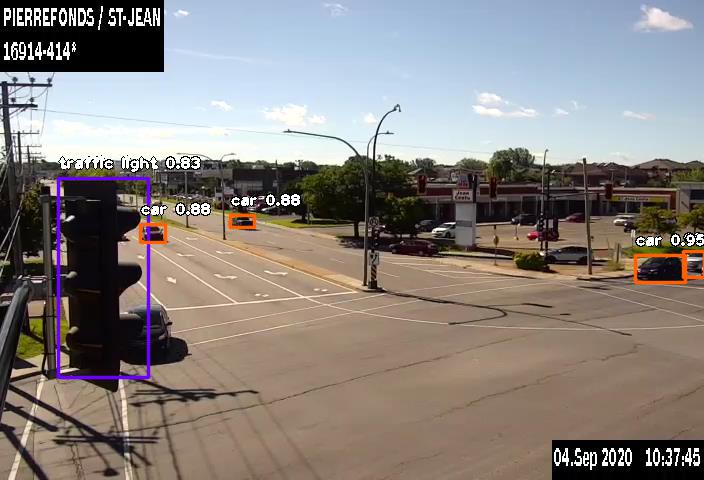 PIERREFONDS / ST-JEAN
16914-414*
traffic light 0.83
car 0.88
car 0.88
car 0.95
04.Sep 2020 10:37:45